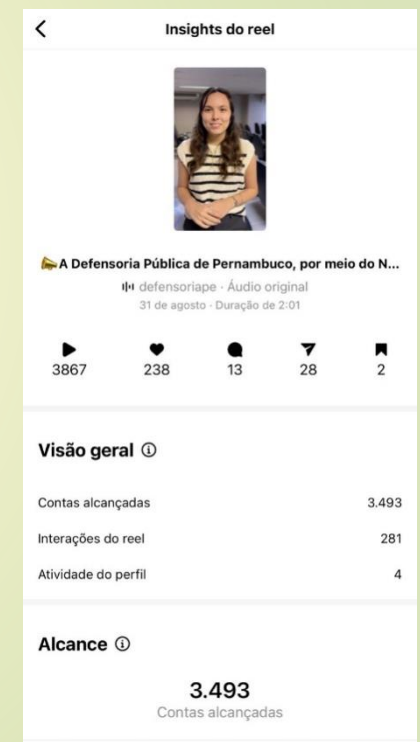 Insights do reel
A Defensoria Pública de Pernambuco, por meio do N...
defensoriape · Áudio original
31 de agosto · Duração de 2:01
3867 238 13 28 2
Visão geral
Contas alcançadas 3.493
Interações do reel 281
Atividade do perfil 4
Alcance
3.493
Contas alcançadas